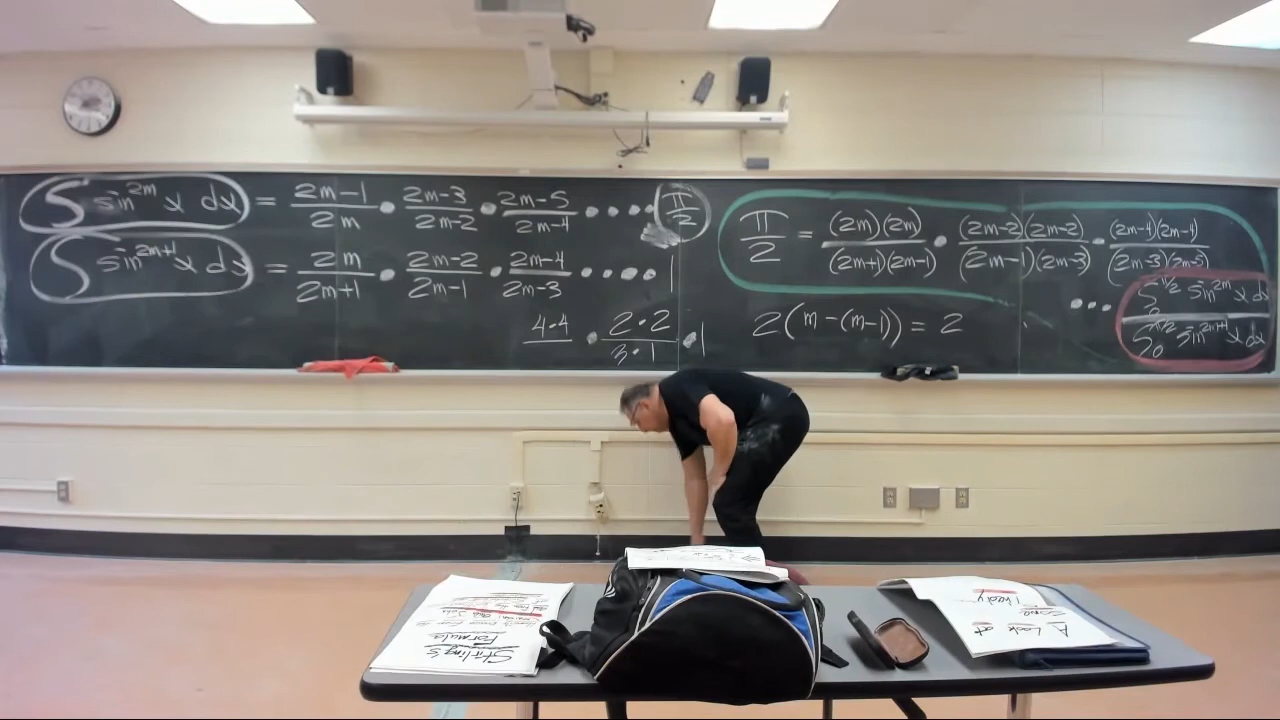 ∫ sin^2m x dx = 2m-1/2m • 2m-3/2m-2 • 2m-5/2m-4 • • • • π/2
∫ sin^2m+1 x dx = 2m/2m+1 • 2m-2/2m-1 • 2m-4/2m-3 • • • • 1
4•4 • 2•2/3•1 • 1
π/2 = (2m)(2m)/(2m+1)(2m-1) • (2m-2)(2m-2)/(2m-1)(2m-3) • (2m-4)(2m-4)/(2m-3)(2m-5)
• • • ∫0^π/2 sin^2m x dx / ∫0^π/2 sin^2m+1 x dx
2(m-(m-1)) = 2
Stirling's
Formula
A Look at
Some